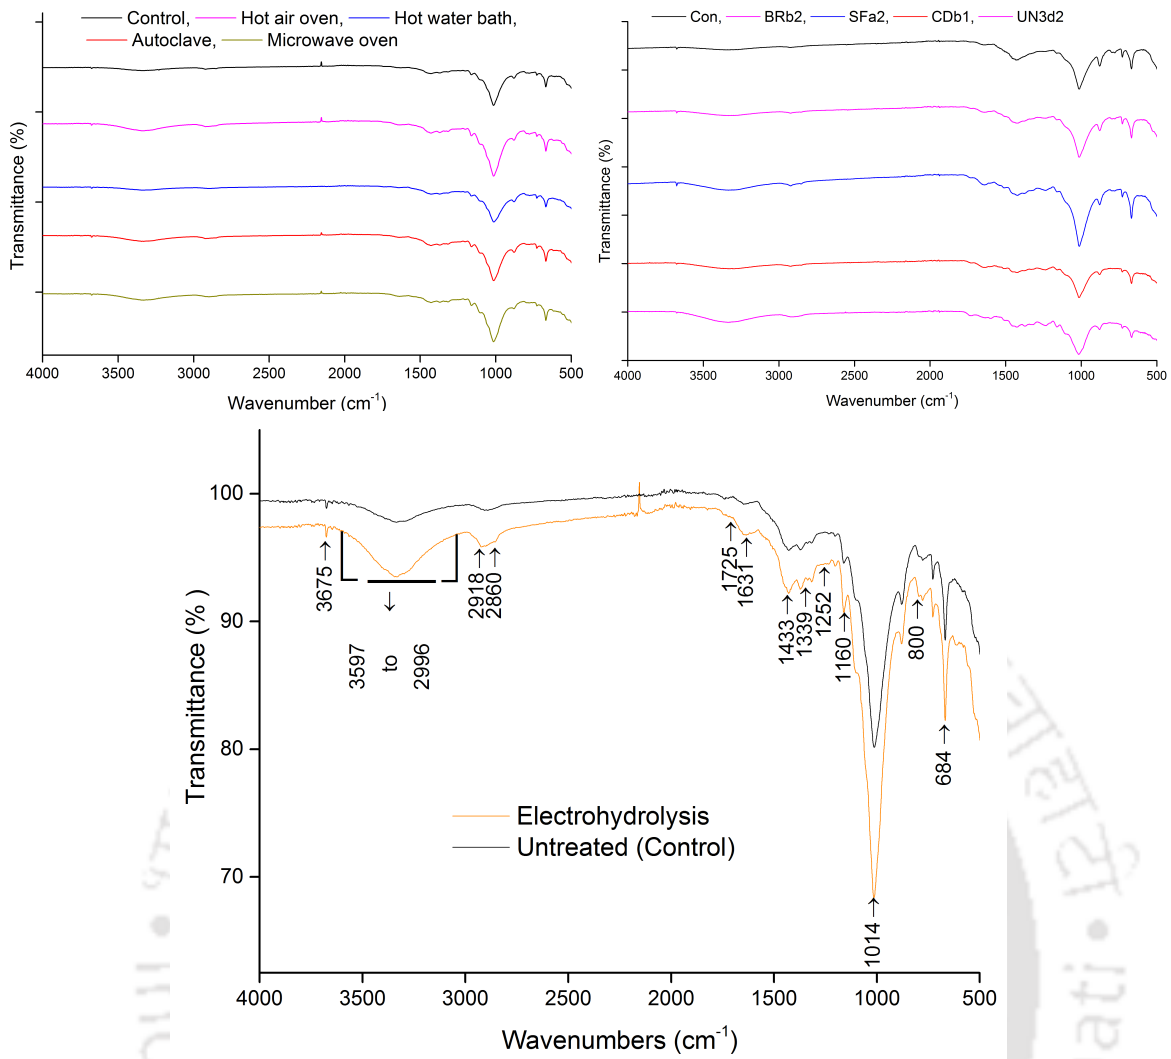 Control, Hot air oven, Hot water bath,
Autoclave, Microwave oven
Transmittance (%)
4000 3500 3000 2500 2000 1500 1000 500
Wavenumber (cm-1)
Con, BRb2, SFa2, CDb1, UN3d2
Transmittance (%)
4000 3500 3000 2500 2000 1500 1000 500
Wavenumber (cm-1)
100
90
80
70
Transmittance (% )
3675
3597
to
2996
2918
2860
1725
1631
1433
1339
1252
1160
1014
800
684
Electrohydrolysis
Untreated (Control)
4000 3500 3000 2500 2000 1500 1000 500
Wavenumbers (cm-1)
ati